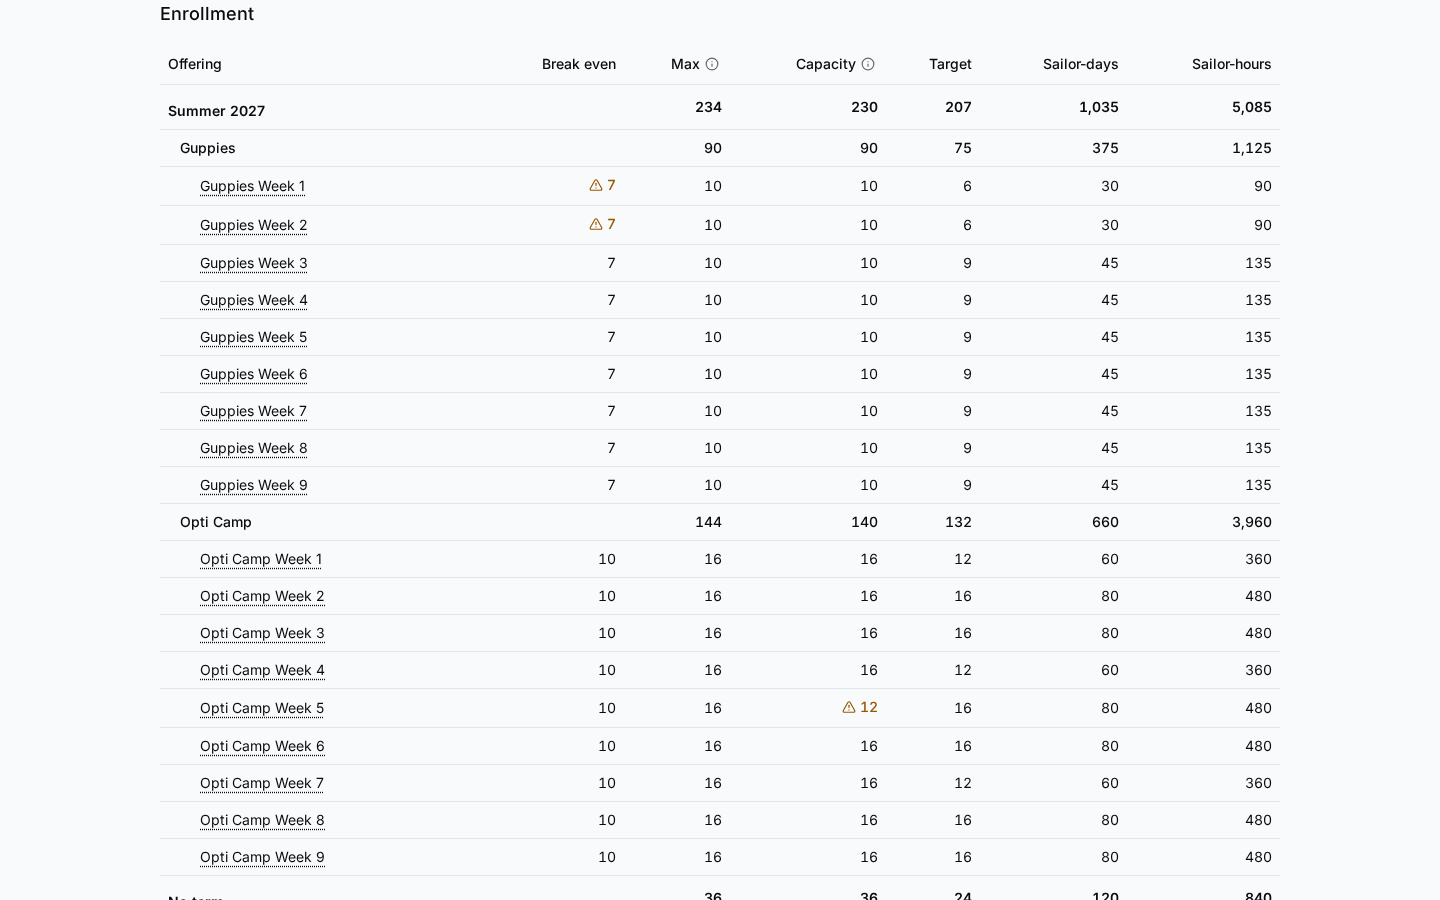 Enrollment
Offering Break even Max Capacity Target Sailor-days Sailor-hours
Summer 2027 234 230 207 1,035 5,085
Guppies 90 90 75 375 1,125
Guppies Week 1 7 10 10 6 30 90
Guppies Week 2 7 10 10 6 30 90
Guppies Week 3 7 10 10 9 45 135
Guppies Week 4 7 10 10 9 45 135
Guppies Week 5 7 10 10 9 45 135
Guppies Week 6 7 10 10 9 45 135
Guppies Week 7 7 10 10 9 45 135
Guppies Week 8 7 10 10 9 45 135
Guppies Week 9 7 10 10 9 45 135
Opti Camp 144 140 132 660 3,960
Opti Camp Week 1 10 16 16 12 60 360
Opti Camp Week 2 10 16 16 16 80 480
Opti Camp Week 3 10 16 16 16 80 480
Opti Camp Week 4 10 16 16 12 60 360
Opti Camp Week 5 10 16 12 16 80 480
Opti Camp Week 6 10 16 16 16 80 480
Opti Camp Week 7 10 16 16 12 60 360
Opti Camp Week 8 10 16 16 16 80 480
Opti Camp Week 9 10 16 16 16 80 480
No term 36 36 24 120 840